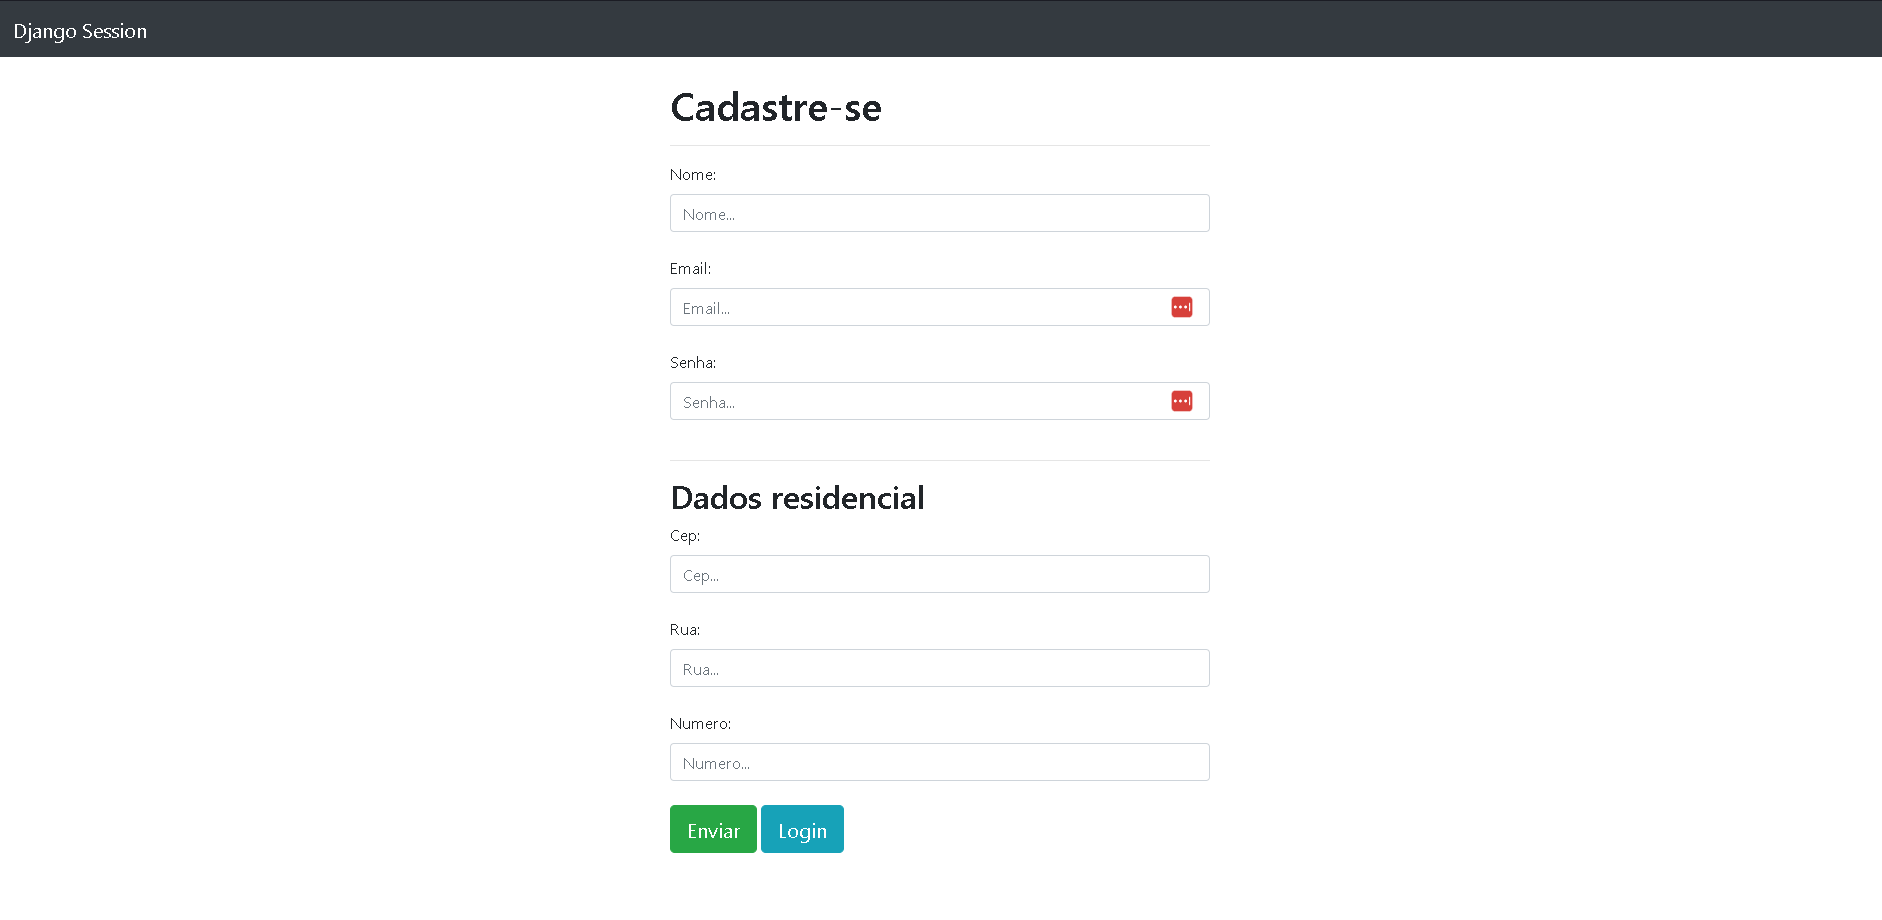 Django Session
Cadastre-se
Nome:
Nome...
Email:
Email...
Senha:
Senha...
Dados residencial
Cep:
Cep...
Rua:
Rua...
Numero:
Numero...
Enviar Login